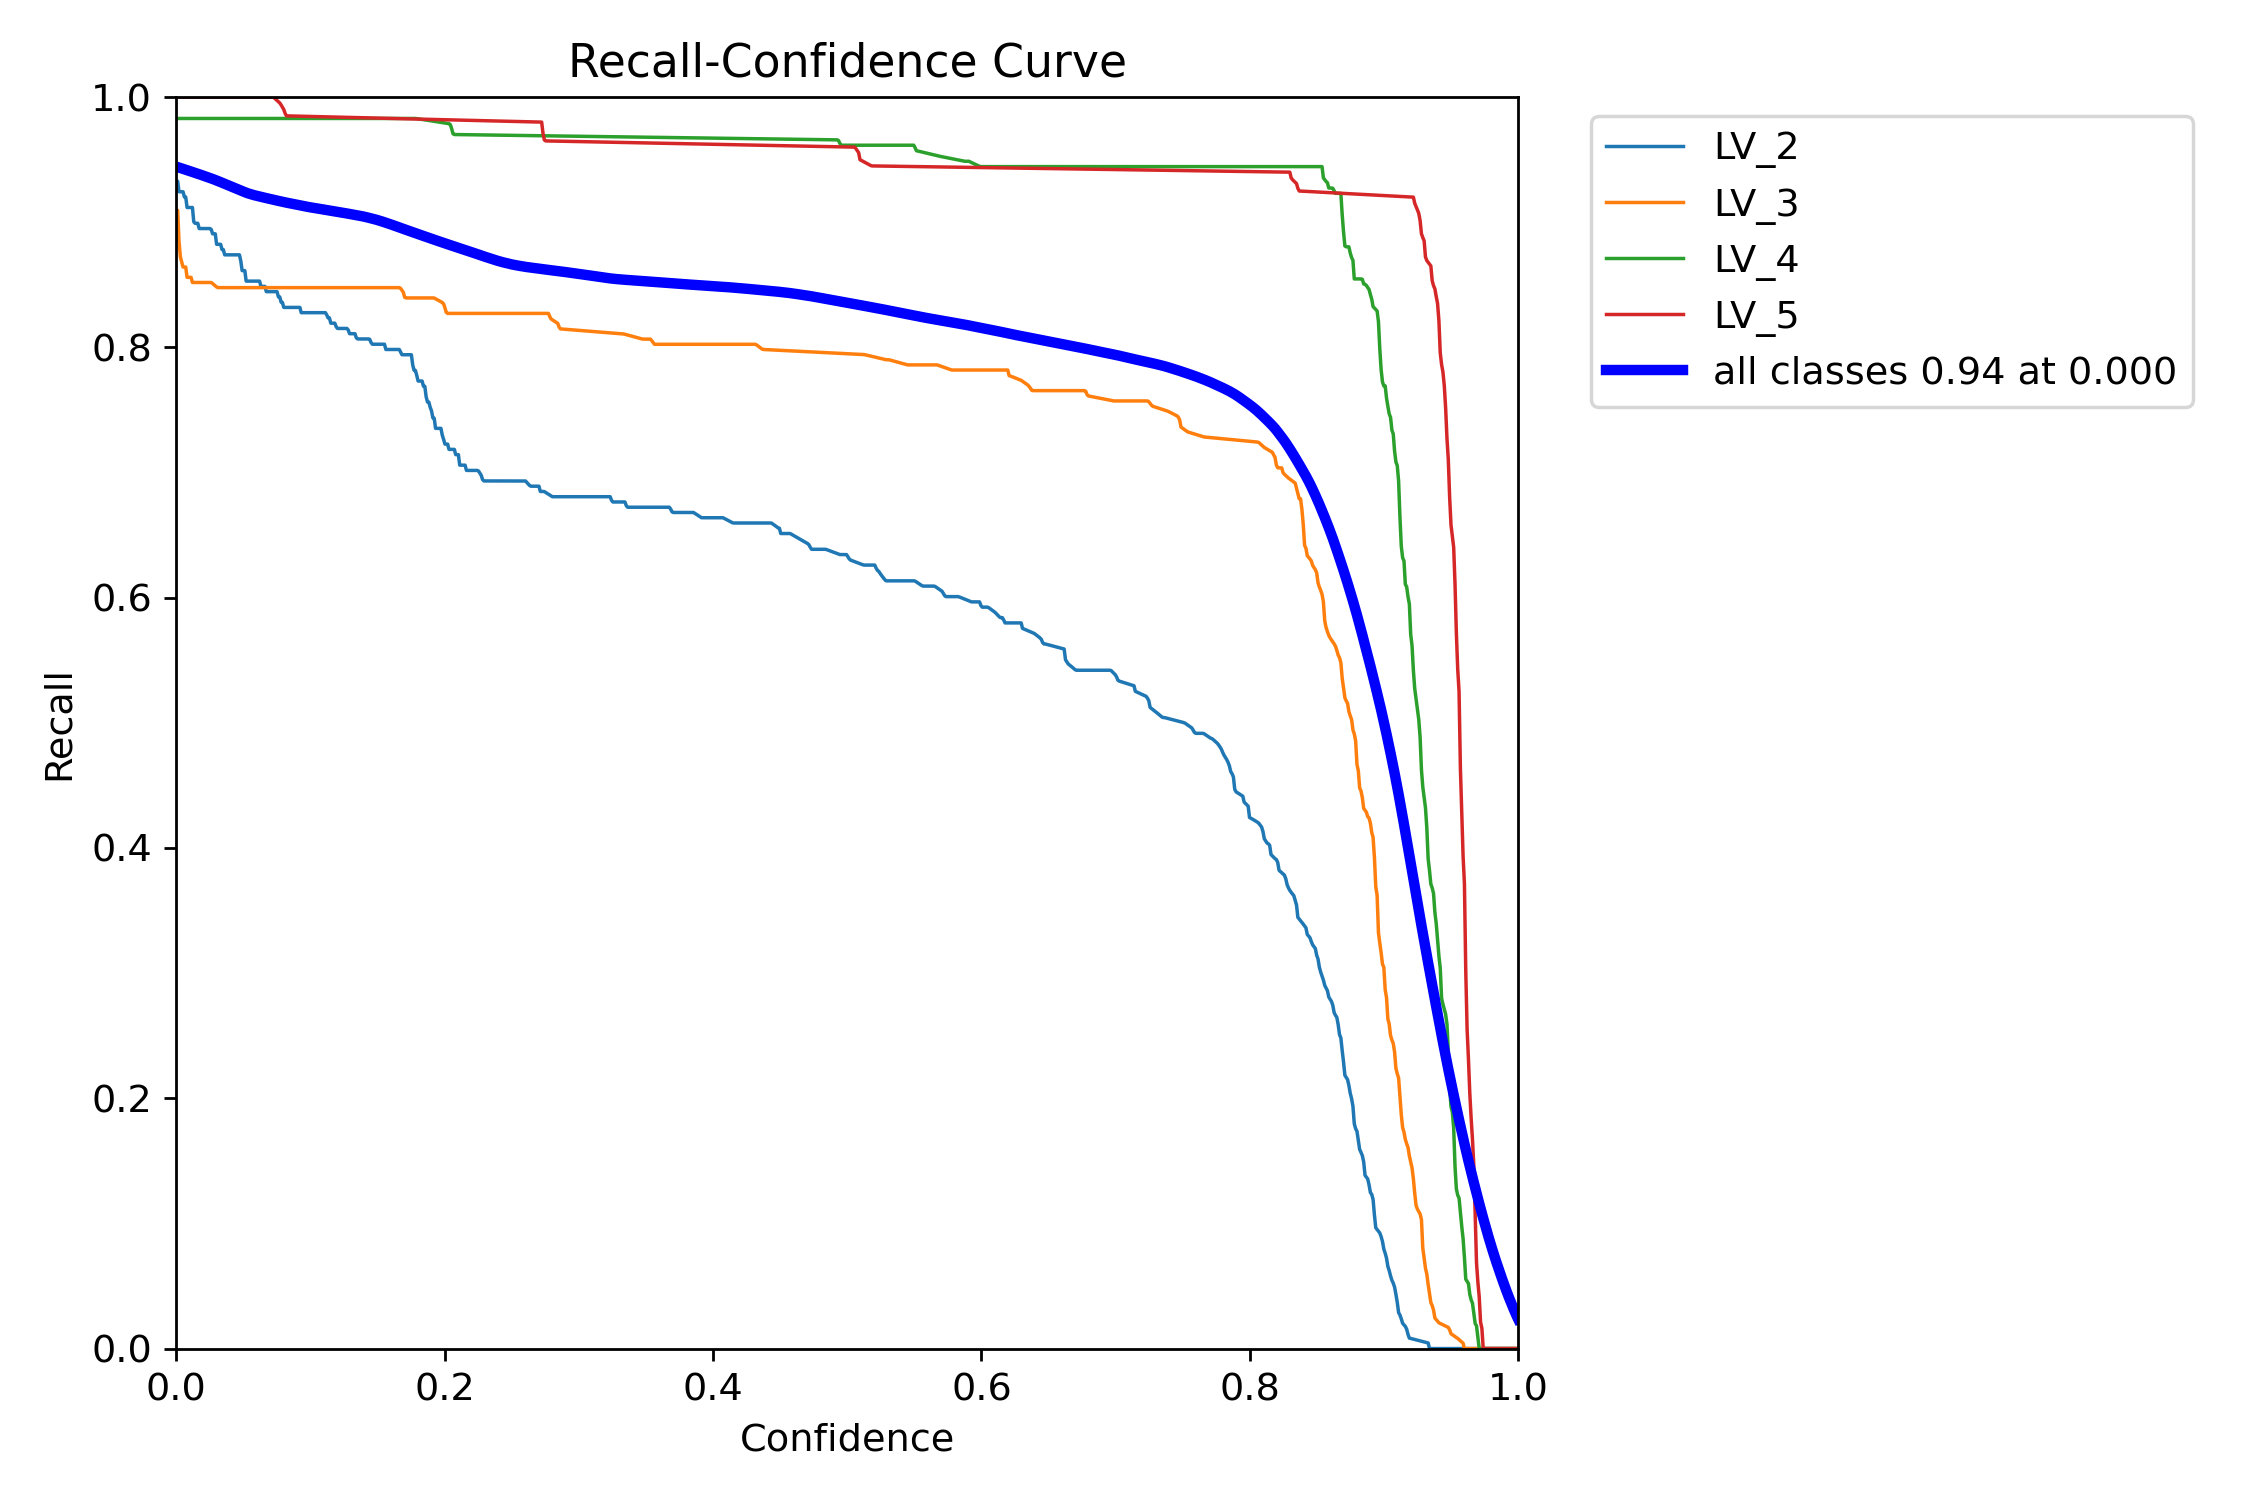 Recall-Confidence Curve
1.0
0.8
0.6
0.4
0.2
0.0
Recall
0.0 0.2 0.4 0.6 0.8 1.0
Confidence
LV_2
LV_3
LV_4
LV_5
all classes 0.94 at 0.000